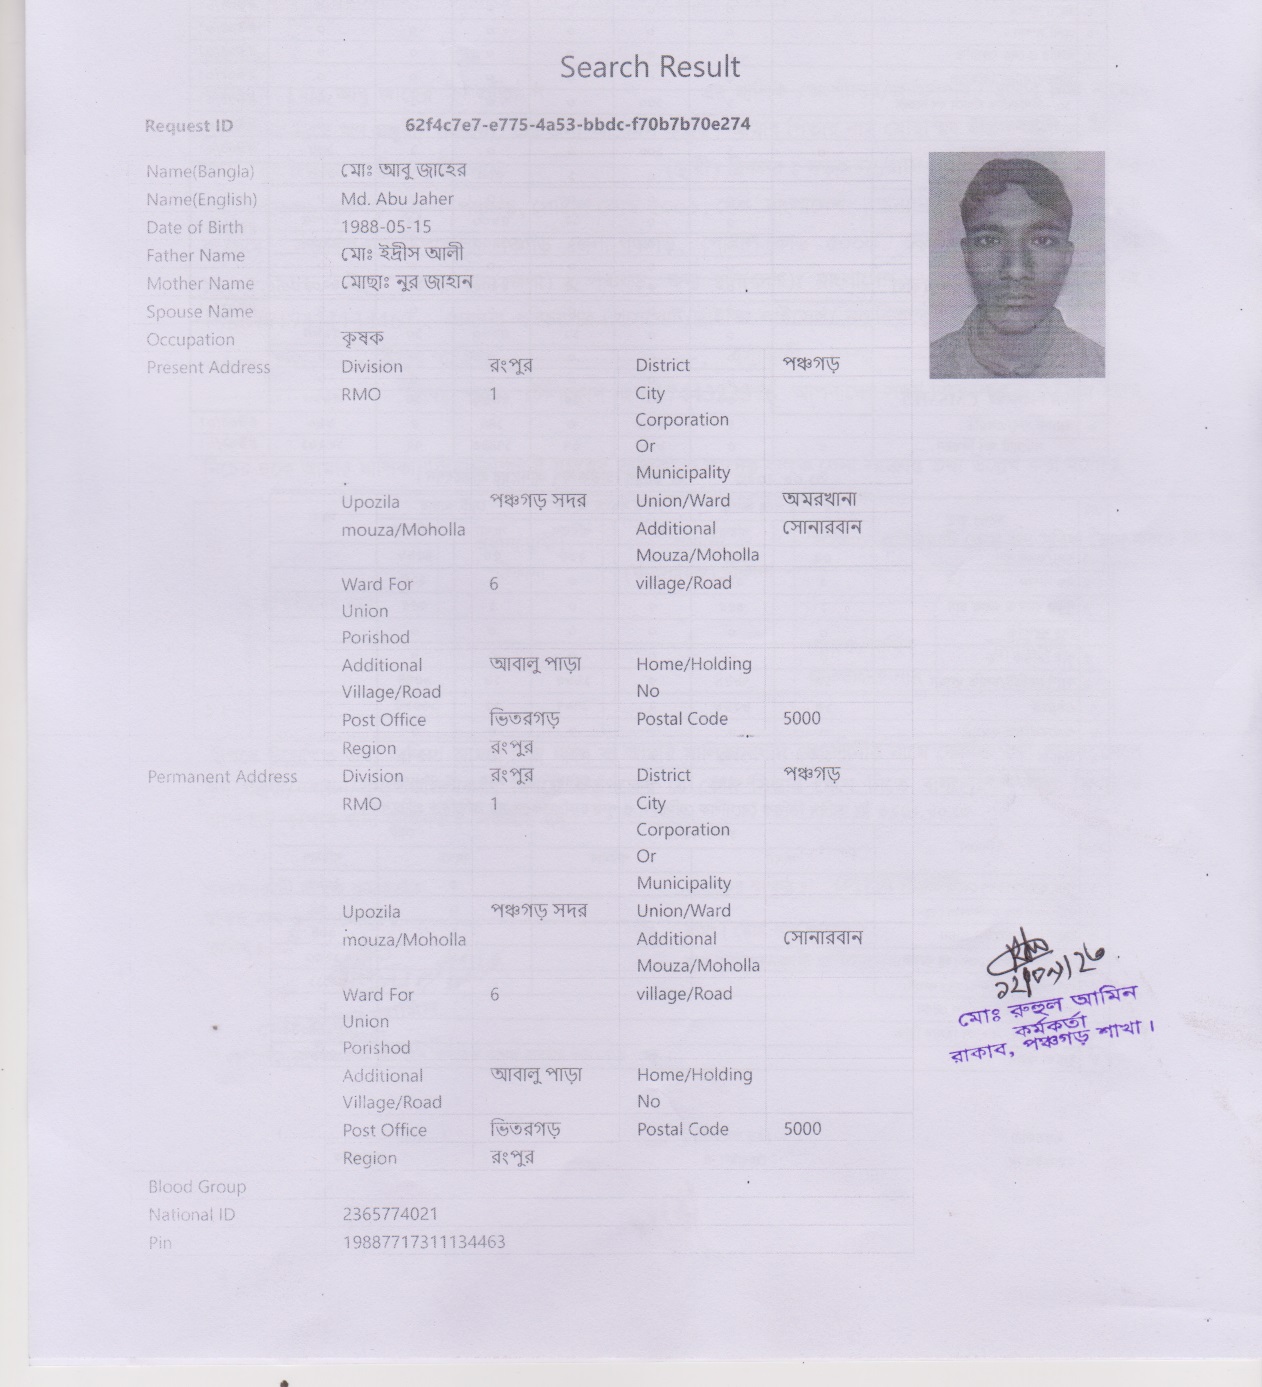 Search Result
Request ID 62f4c7e7-e775-4a53-bbdc-f70b7b70e274
Name(Bangla) মোঃ আবু জাহের
Name(English) Md. Abu Jaher
Date of Birth 1988-05-15
Father Name মোঃ ইদ্রীস আলী
Mother Name মোছাঃ নুর জাহান
Spouse Name
Occupation কৃষক
Present Address Division রংপুর District পঞ্চগড়
RMO 1 City
Corporation
Or
Municipality
Upozila পঞ্চগড় সদর Union/Ward অমরখানা
mouza/Moholla Additional সোনারবান
Mouza/Moholla
Ward For 6 village/Road
Union
Porishod
Additional আবালু পাড়া Home/Holding
Village/Road No
Post Office ভিতরগড় Postal Code 5000
Region রংপুর
Permanent Address Division রংপুর District পঞ্চগড়
RMO 1 City
Corporation
Or
Municipality
Upozila পঞ্চগড় সদর Union/Ward
mouza/Moholla Additional সোনারবান
Mouza/Moholla
Ward For 6 village/Road
Union
Porishod
Additional আবালু পাড়া Home/Holding
Village/Road No
Post Office ভিতরগড় Postal Code 5000
Region রংপুর
Blood Group
National ID 2365774021
Pin 19887717311134463
মোঃ রুহুল আমিন
কর্মকর্তা
রাকাব, পঞ্চগড় শাখা।